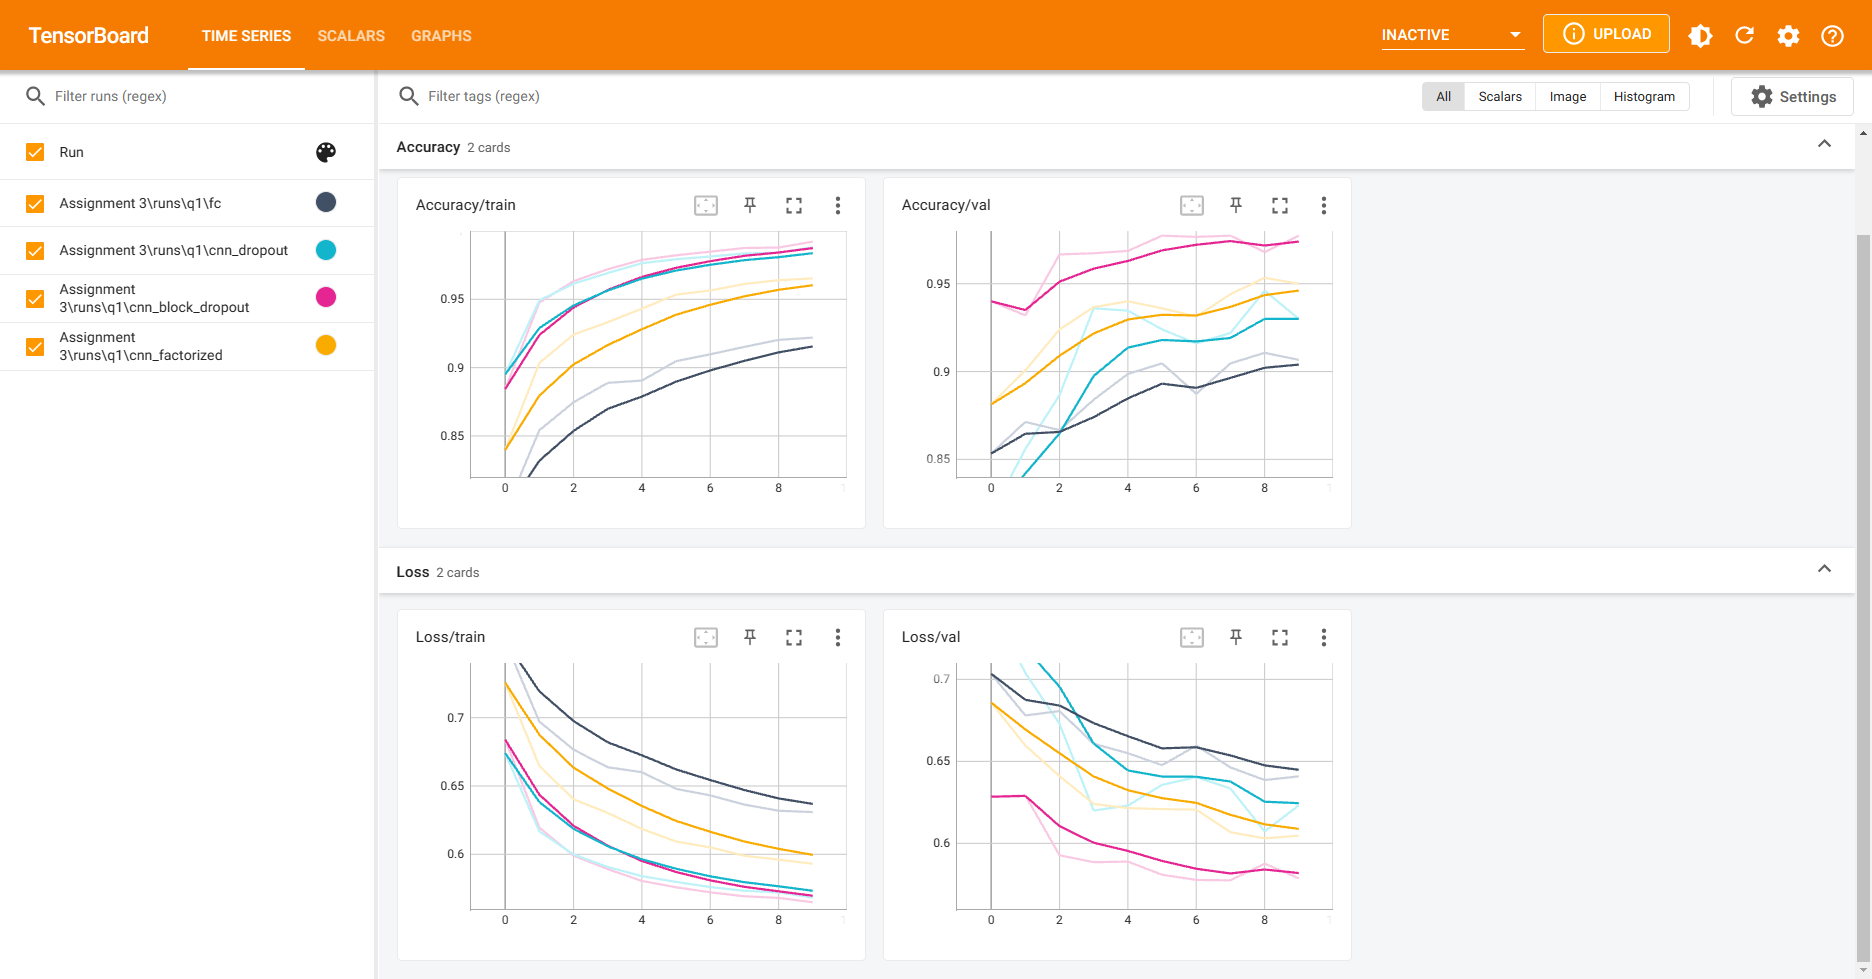 TensorBoard
TIME SERIES
SCALARS
GRAPHS
INACTIVE
UPLOAD
Filter runs (regex)
Filter tags (regex)
All
Scalars
Image
Histogram
Settings
Run
Assignment 3\runs\q1\fc
Assignment 3\runs\q1\cnn_dropout
Assignment
3\runs\q1\cnn_block_dropout
Assignment
3\runs\q1\cnn_factorized
Accuracy 2 cards
Accuracy/train
0.95
0.9
0.85
0 2 4 6 8 1
Accuracy/val
0.95
0.9
0.85
0 2 4 6 8 1
Loss 2 cards
Loss/train
0.7
0.65
0.6
0 2 4 6 8 1
Loss/val
0.7
0.65
0.6
0 2 4 6 8 1